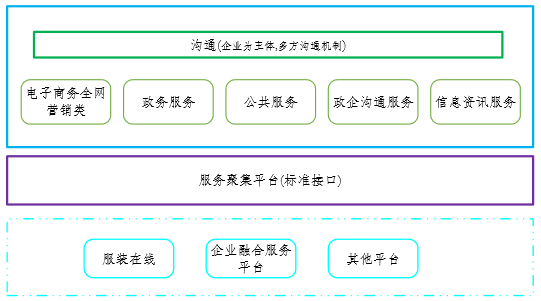 沟通(企业为主体,多方沟通机制)
电子商务全网
营销类
政务服务
公共服务
政企沟通服务
信息资讯服务
服务聚集平台(标准接口)
服装在线
企业融合服务
平台
其他平台